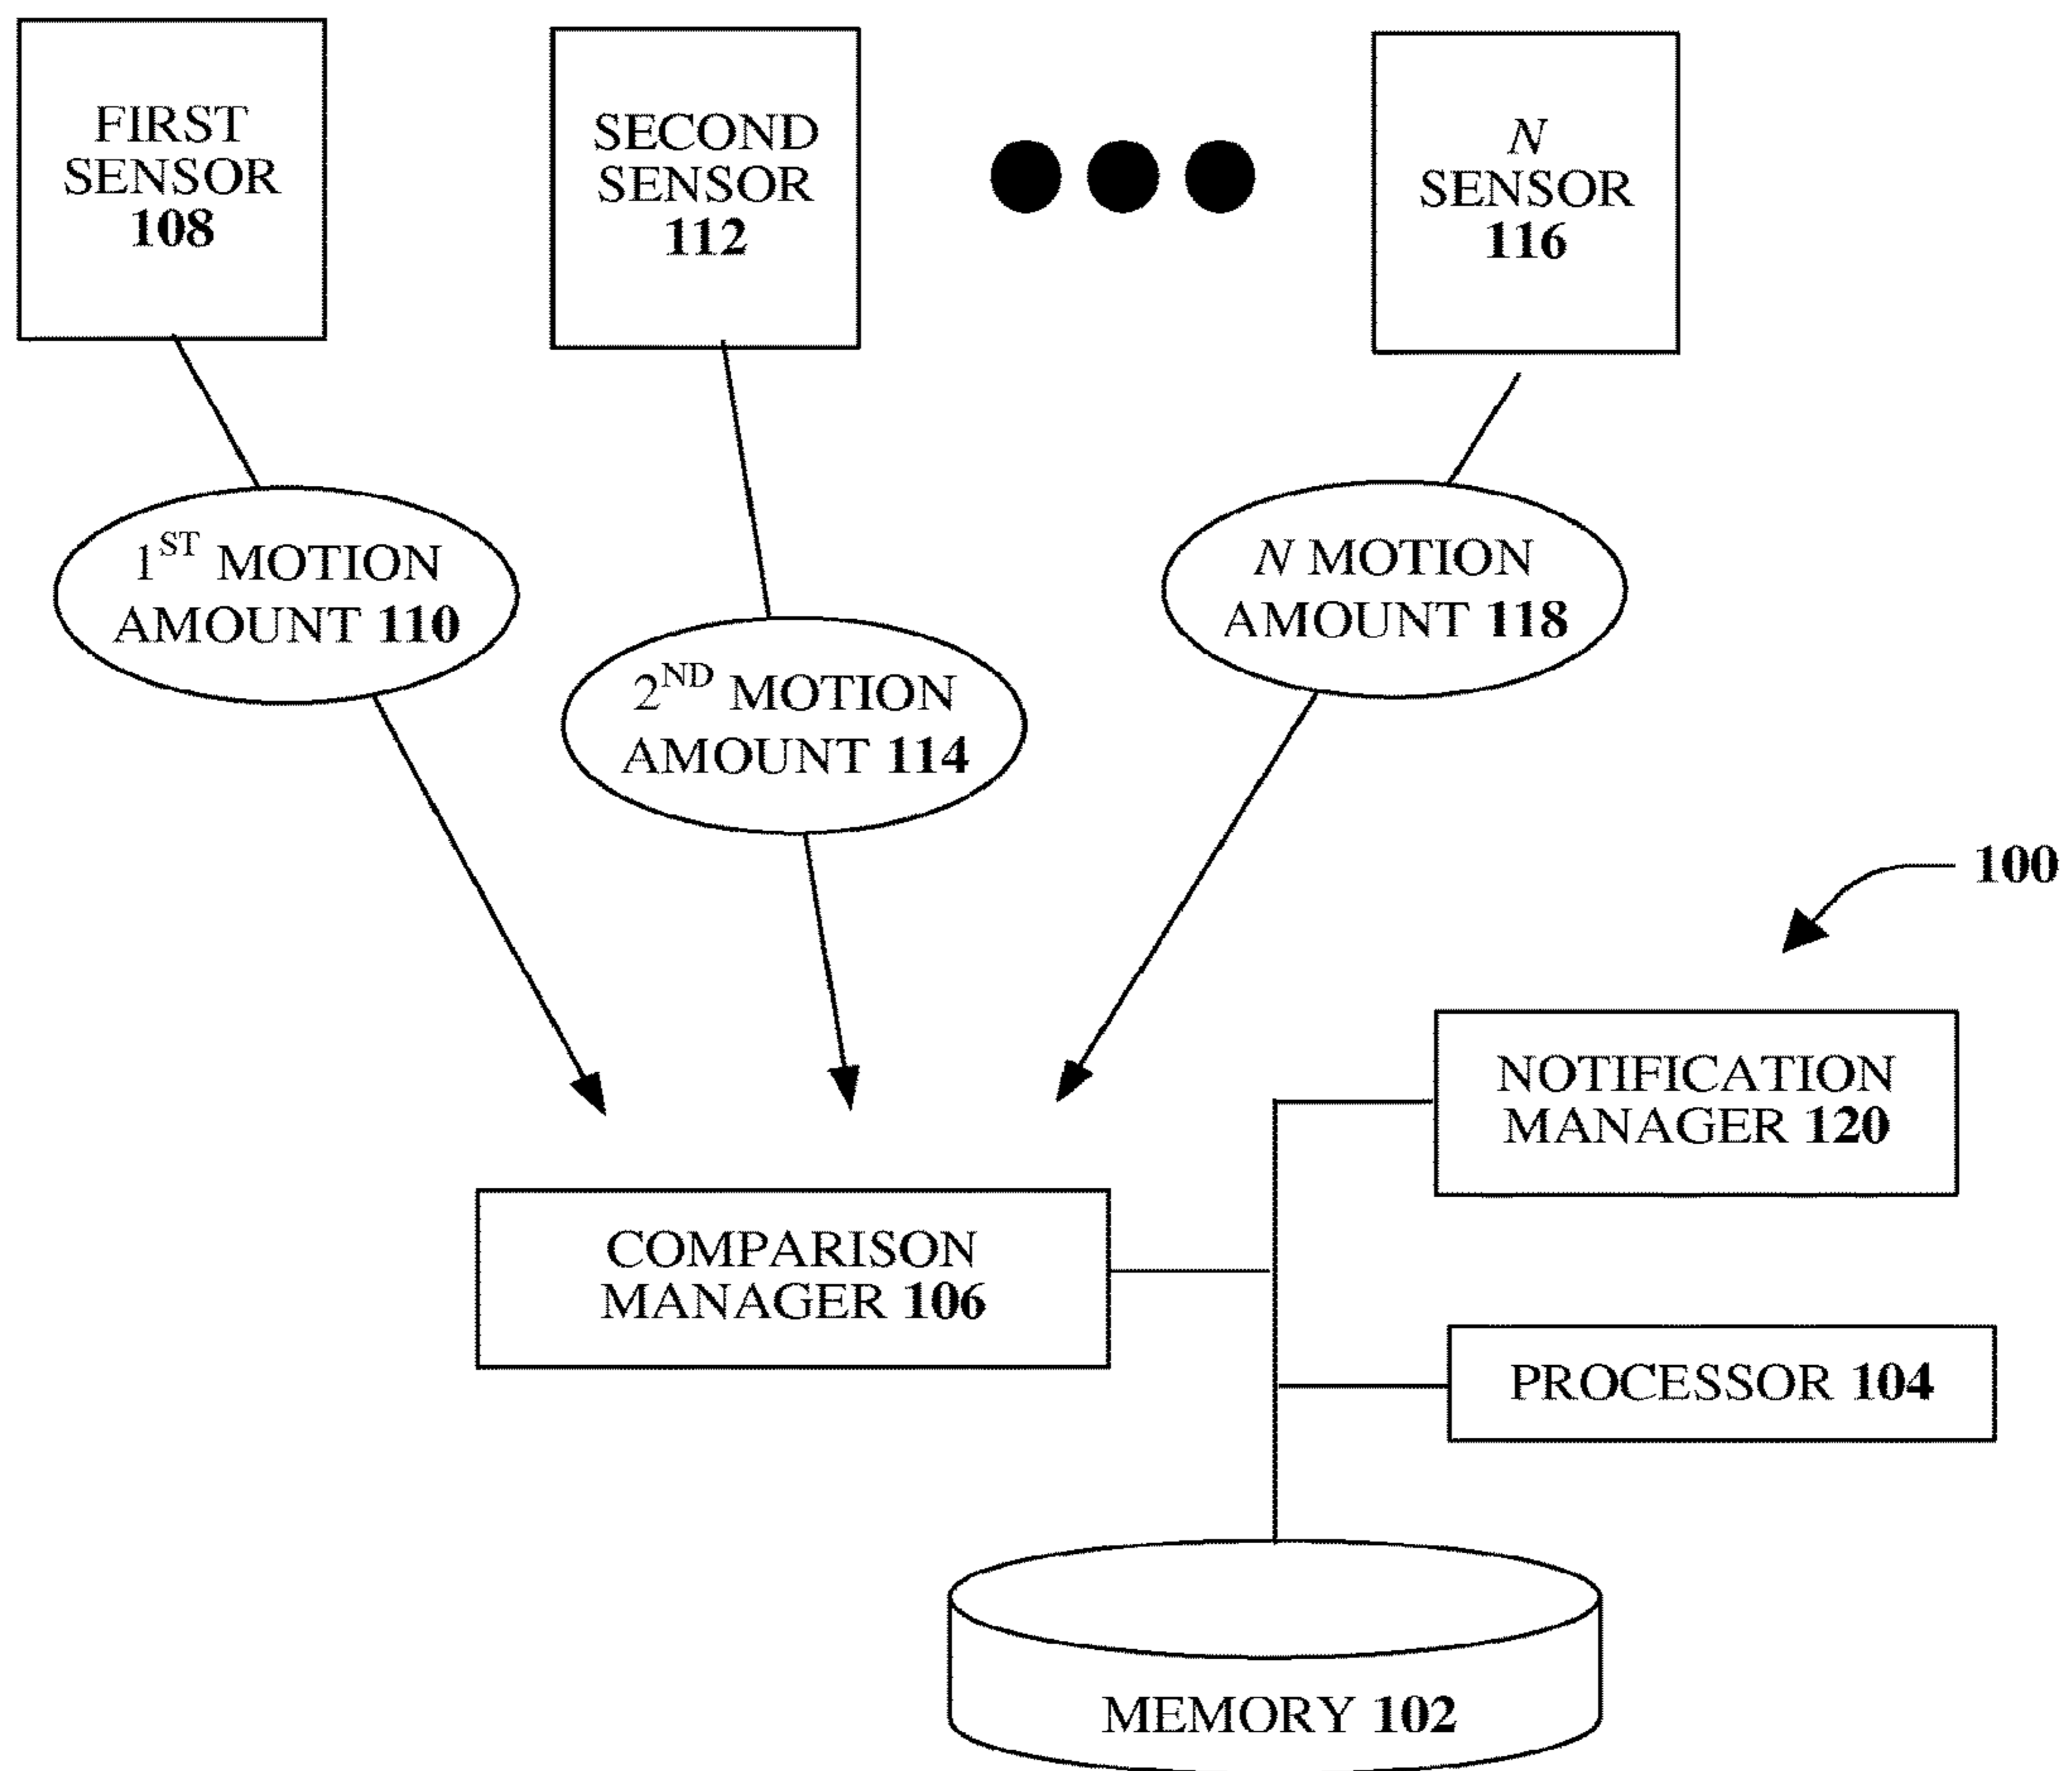 FIRST
SENSOR
108
SECOND
SENSOR
112
N
SENSOR
116
1ST MOTION
AMOUNT 110
2ND MOTION
AMOUNT 114
N MOTION
AMOUNT 118
100
NOTIFICATION
MANAGER 120
COMPARISON
MANAGER 106
PROCESSOR 104
MEMORY 102